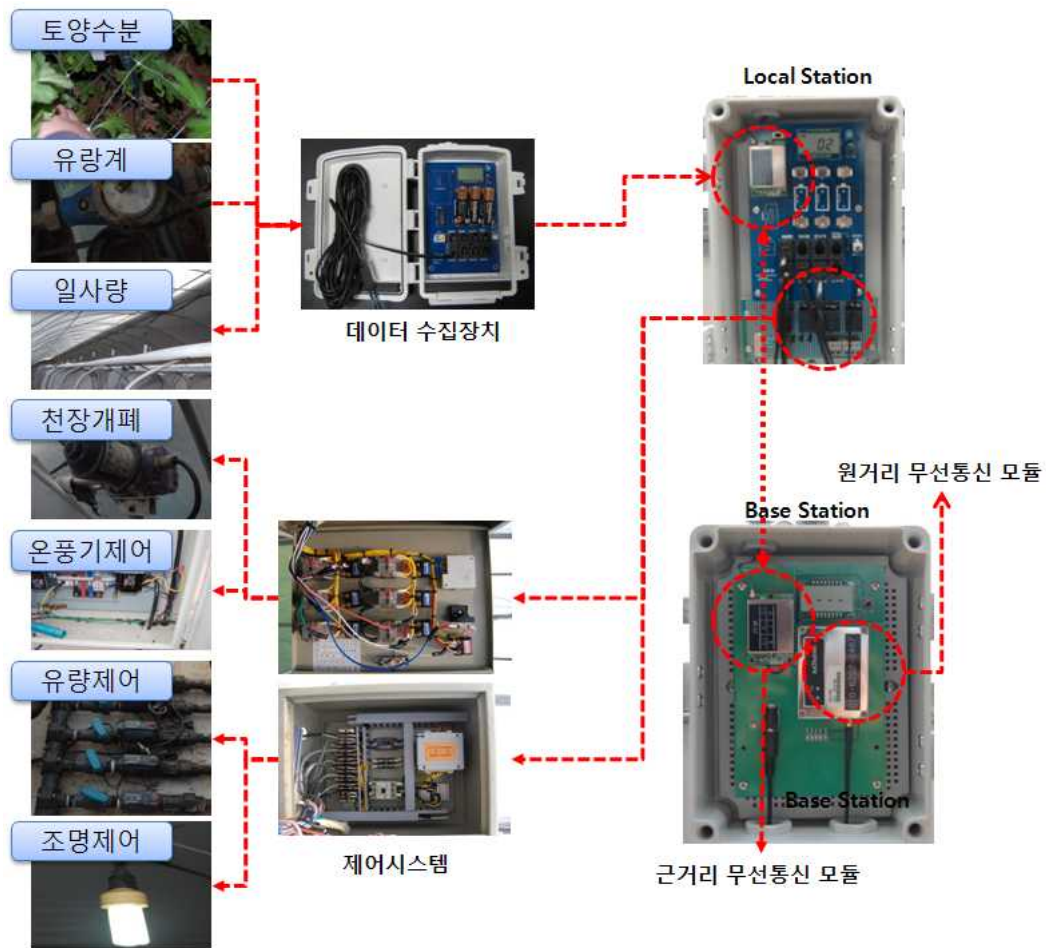 토양수분
유랑계
일사량
천장개폐
온풍기제어
유량제어
조명제어
데이터 수집장치
제어시스템
Local Station
02
원거리 무선통신 모듈
Base Station
Base Station
근거리 무선통신 모듈